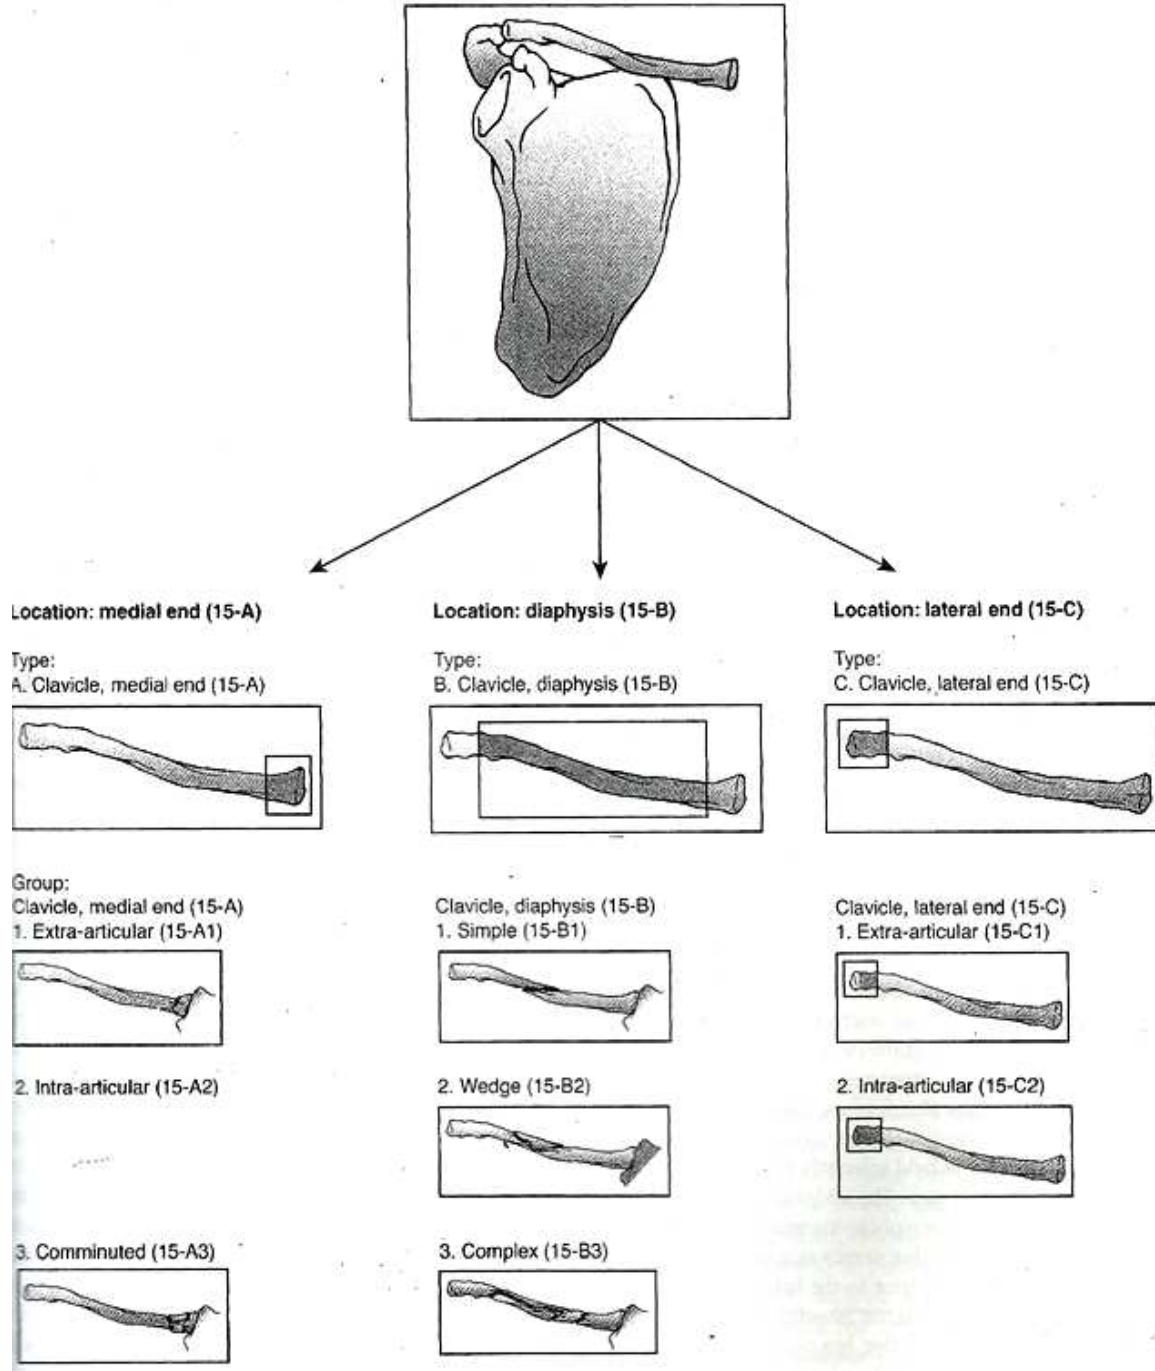 Location: medial end (15-A)
Type:
A. Clavicle, medial end (15-A)
Group:
Clavicle, medial end (15-A)
1. Extra-articular (15-A1)
2. Intra-articular (15-A2)
3. Comminuted (15-A3)
Location: diaphysis (15-B)
Type:
B. Clavicle, diaphysis (15-B)
Clavicle, diaphysis (15-B)
1. Simple (15-B1)
2. Wedge (15-B2)
3. Complex (15-B3)
Location: lateral end (15-C)
Type:
C. Clavicle, lateral end (15-C)
Clavicle, lateral end (15-C)
1. Extra-articular (15-C1)
2. Intra-articular (15-C2)